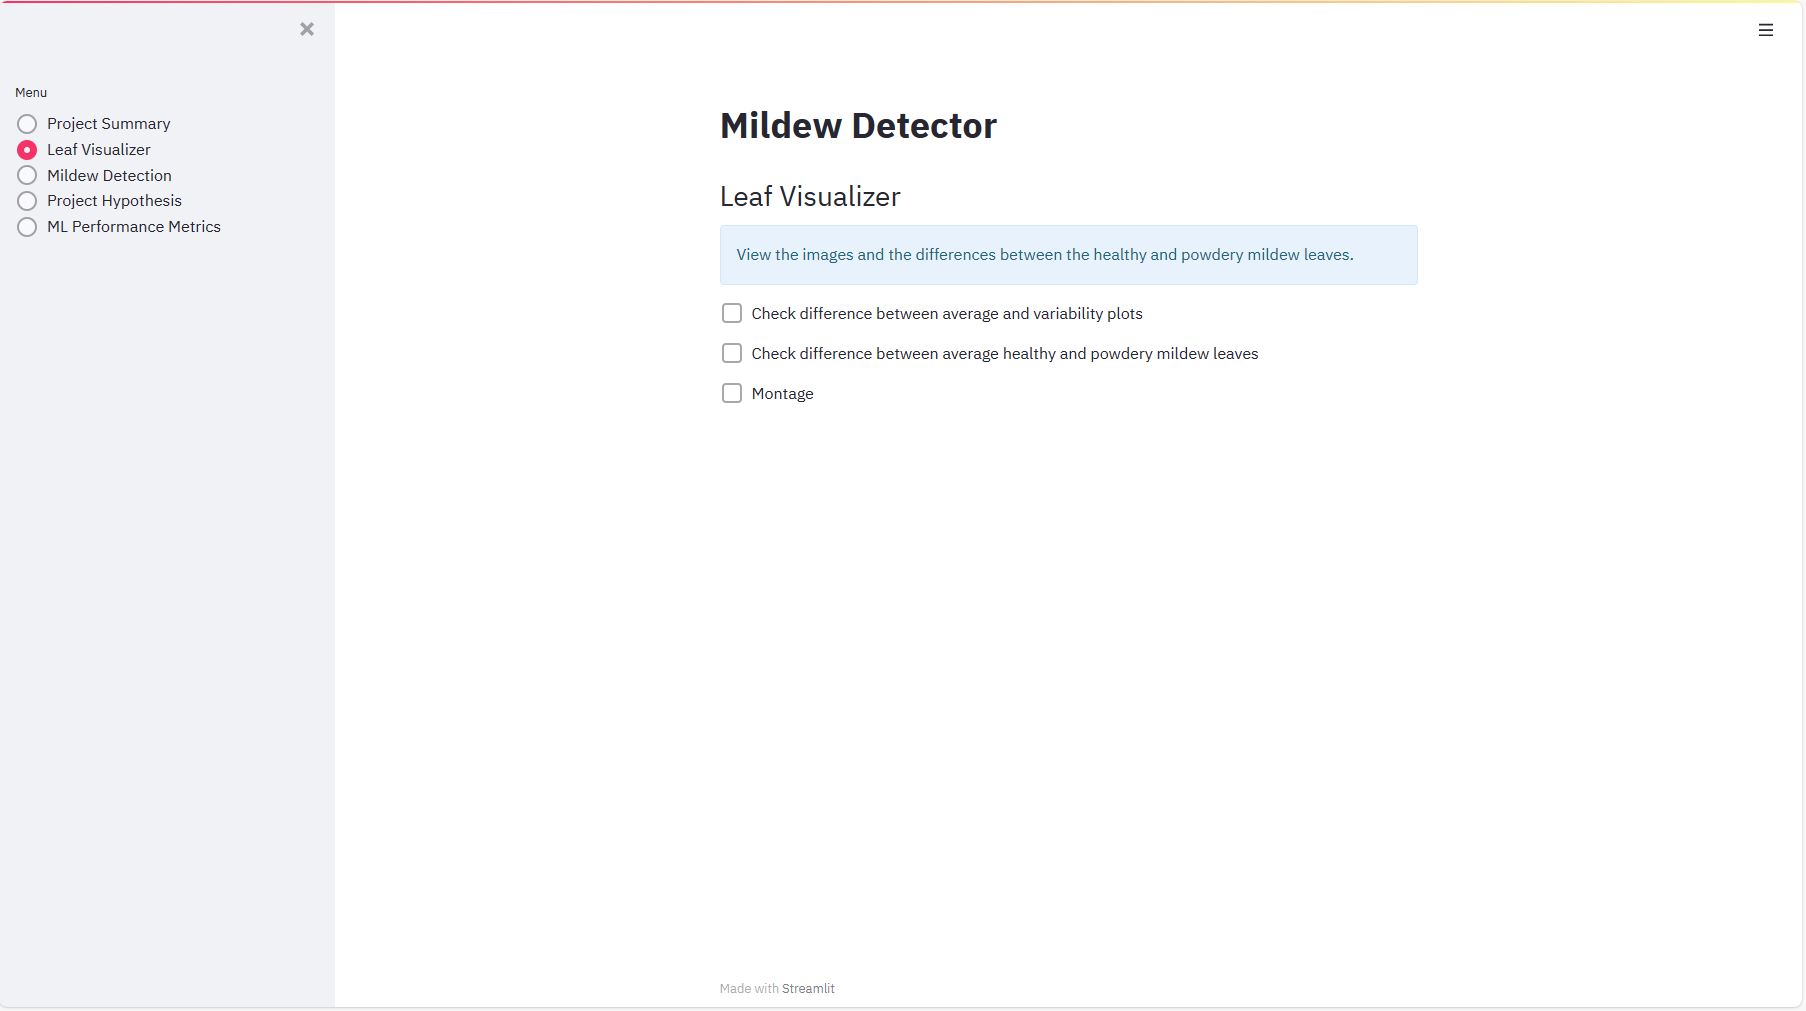 Menu
Project Summary
Leaf Visualizer
Mildew Detection
Project Hypothesis
ML Performance Metrics
Mildew Detector
Leaf Visualizer
View the images and the differences between the healthy and powdery mildew leaves.
Check difference between average and variability plots
Check difference between average healthy and powdery mildew leaves
Montage
Made with Streamlit